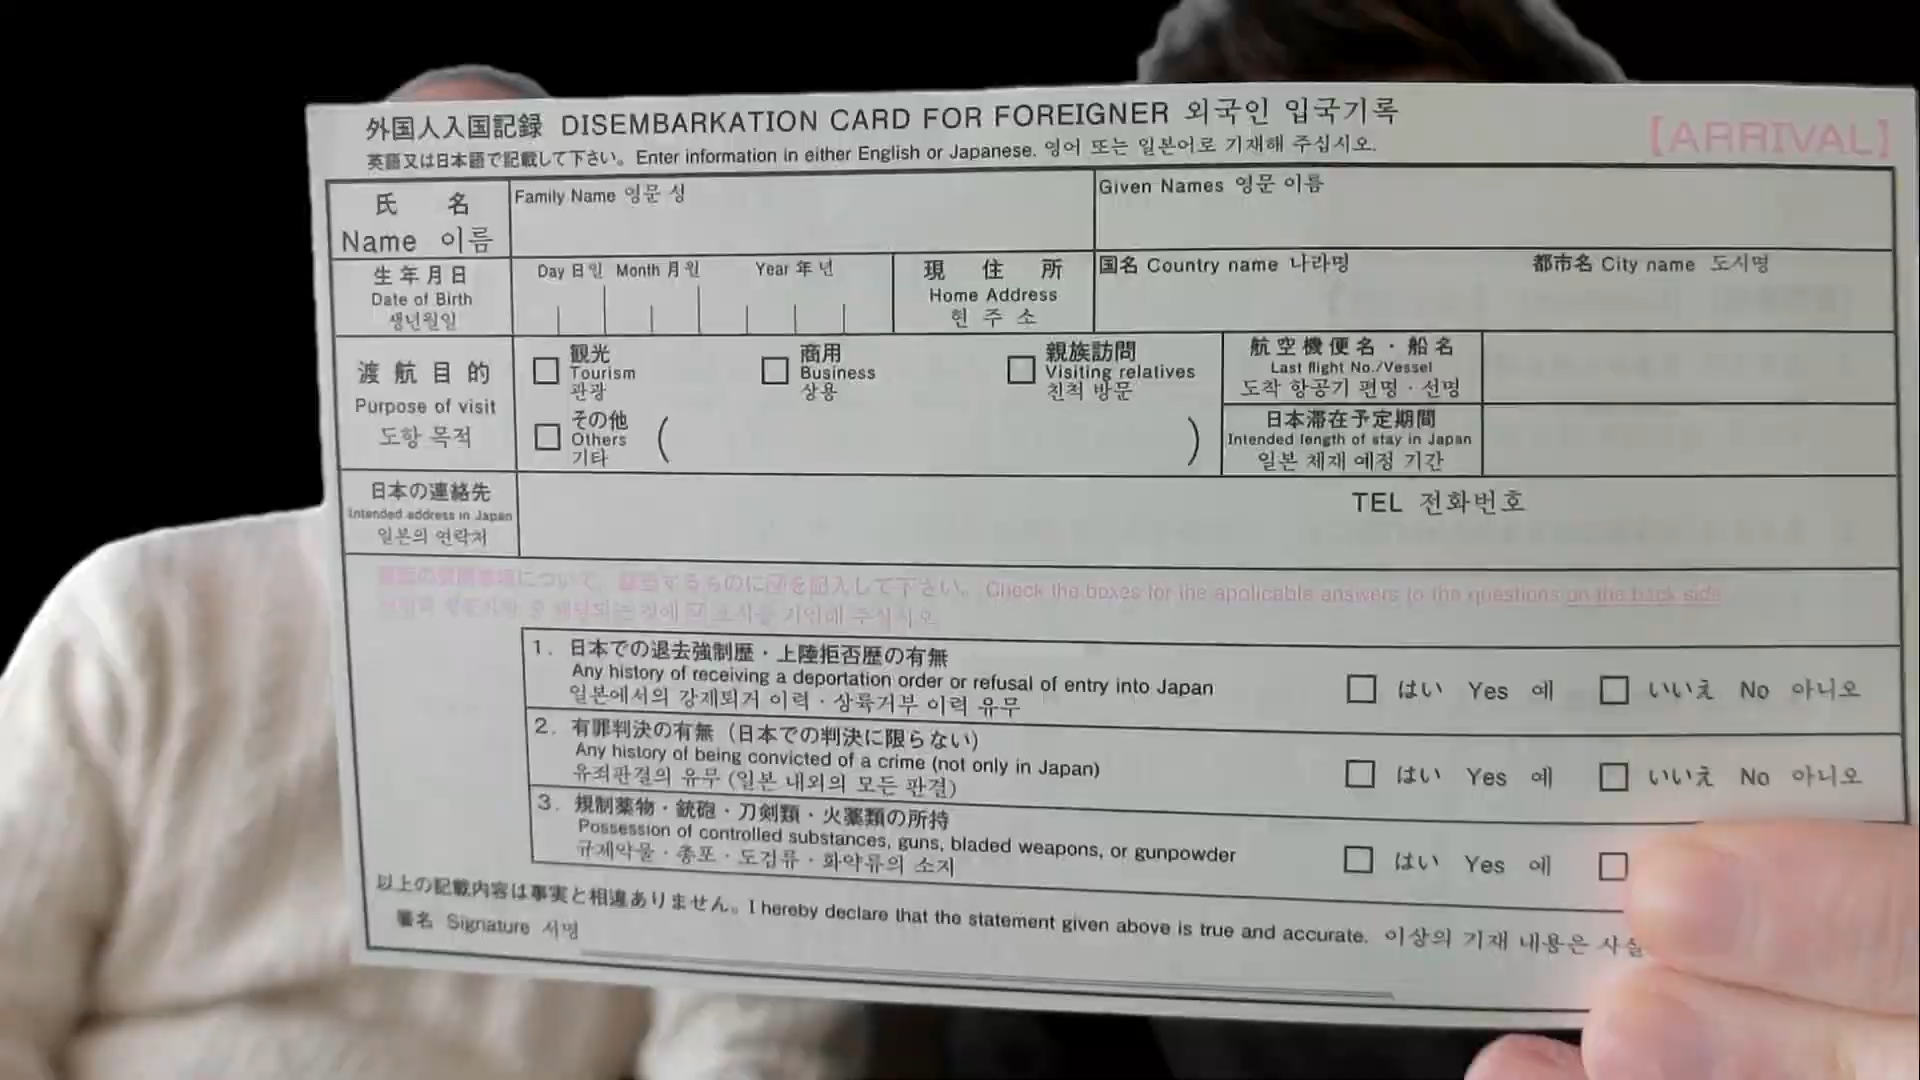 外国人入国記録 DISEMBARKATION CARD FOR FOREIGNER 외국인 입국기록
【ARRIVAL】
英語又は日本語で記載して下さい。 Enter information in either English or Japanese. 영어 또는 일본어로 기재해 주십시오.
氏 名
Name 이름
Family Name 영문 성
Given Names 영문 이름
生年月日
Date of Birth
생년월일
Day 日 일 Month 月 월 Year 年 년
現 住 所
Home Address
현 주 소
国名 Country name 나라명
都市名 City name 도시명
渡航目的
Purpose of visit
도항 목적
観光
Tourism
관광
商用
Business
상용
親族訪問
Visiting relatives
친척 방문
その他
Others
기타
( )
航空機便名・船名
Last flight No./Vessel
도착 항공기 편명・선명
日本滞在予定期間
Intended length of stay in Japan
일본 체재 예정 기간
日本の連絡先
Intended address in Japan
일본의 연락처
TEL 전화번호
裏面の質問事項について、該当するものに☑を記入して下さい。 Check the boxes for the applicable answers to the questions on the back side.
표시를 기입해 주십시오.
1. 日本での退去強制歴・上陸拒否歴の有無
Any history of receiving a deportation order or refusal of entry into Japan
일본에서의 강제퇴거 이력・상륙거부 이력 유무
□ はい Yes 예 □ いいえ No 아니오
2. 有罪判決の有無（日本での判決に限らない）
Any history of being convicted of a crime (not only in Japan)
유죄판결의 유무 (일본 내외의 모든 판결)
□ はい Yes 예 □ いいえ No 아니오
3. 規制薬物・銃砲・刀剣類・火薬類の所持
Possession of controlled substances, guns, bladed weapons, or gunpowder
규제약물・총포・도검류・화약류의 소지
□ はい Yes 예 □
以上の記載内容は事実と相違ありません。 I hereby declare that the statement given above is true and accurate. 이상의 기재 내용은 사실
署名 Signature 서명